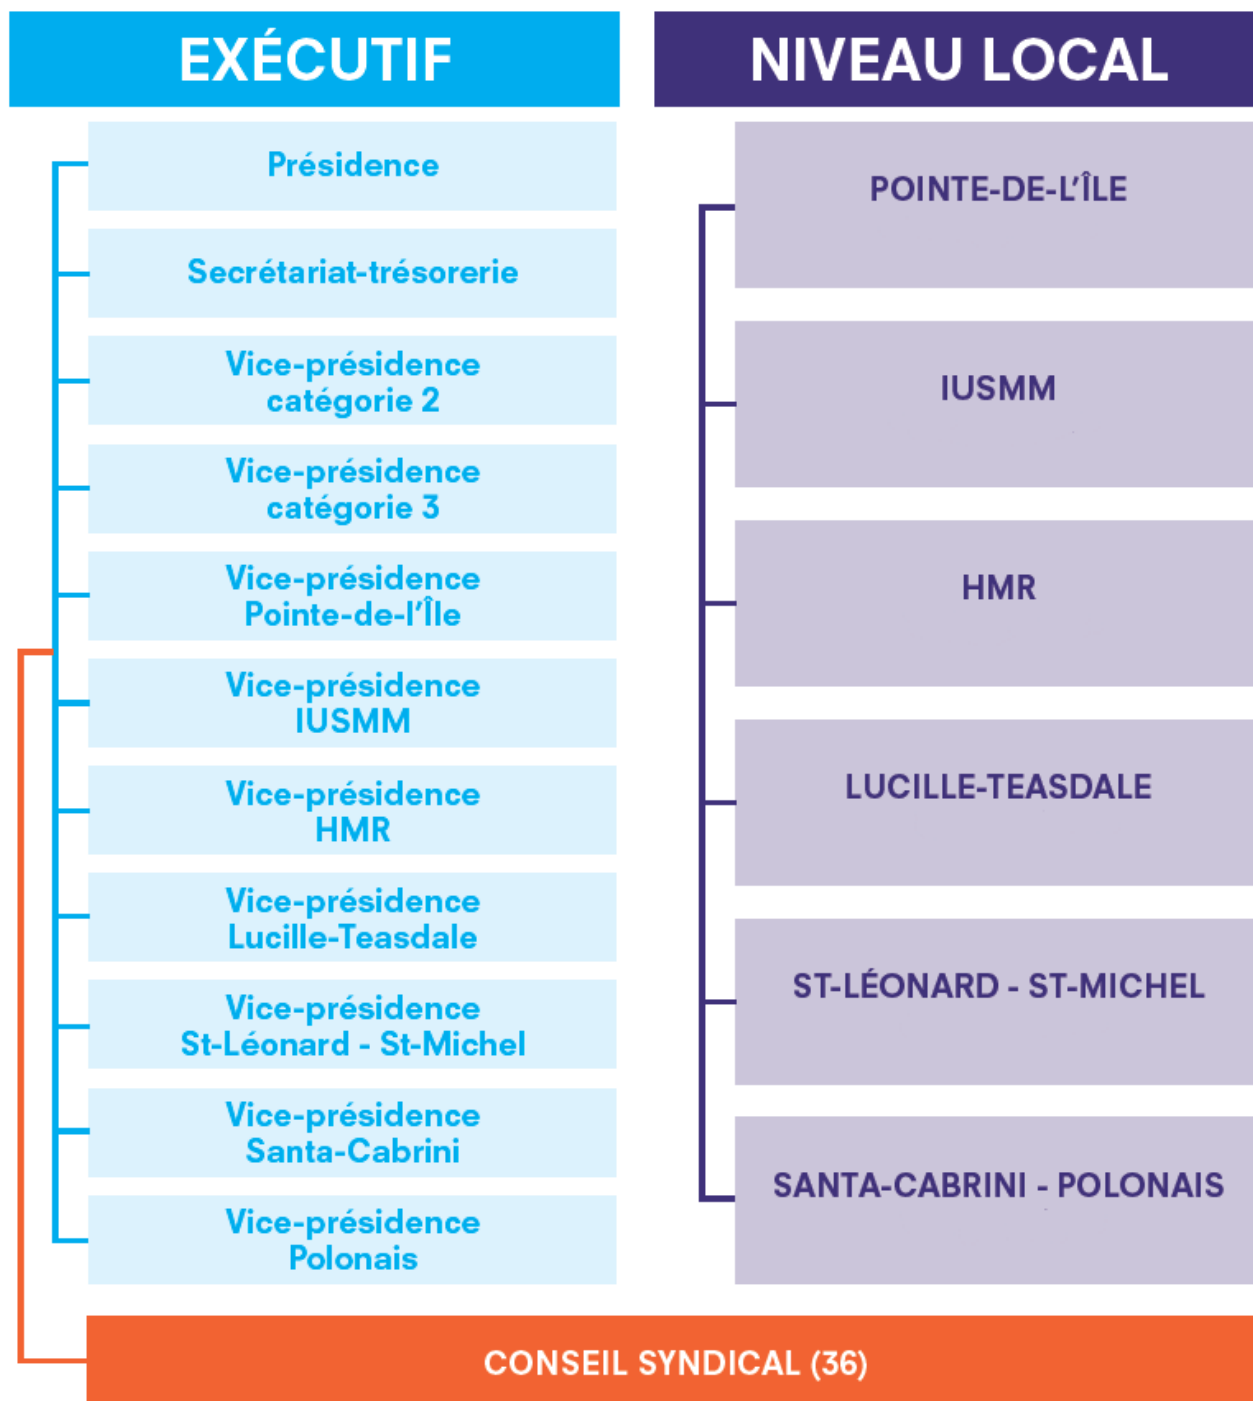 EXÉCUTIF
Présidence
Secrétariat-trésorerie
Vice-présidence
catégorie 2
Vice-présidence
catégorie 3
Vice-présidence
Pointe-de-l’Île
Vice-présidence
IUSMM
Vice-présidence
HMR
Vice-présidence
Lucille-Teasdale
Vice-présidence
St-Léonard - St-Michel
Vice-présidence
Santa-Cabrini
Vice-présidence
Polonais
NIVEAU LOCAL
POINTE-DE-L’ÎLE
IUSMM
HMR
LUCILLE-TEASDALE
ST-LÉONARD - ST-MICHEL
SANTA-CABRINI - POLONAIS
CONSEIL SYNDICAL (36)